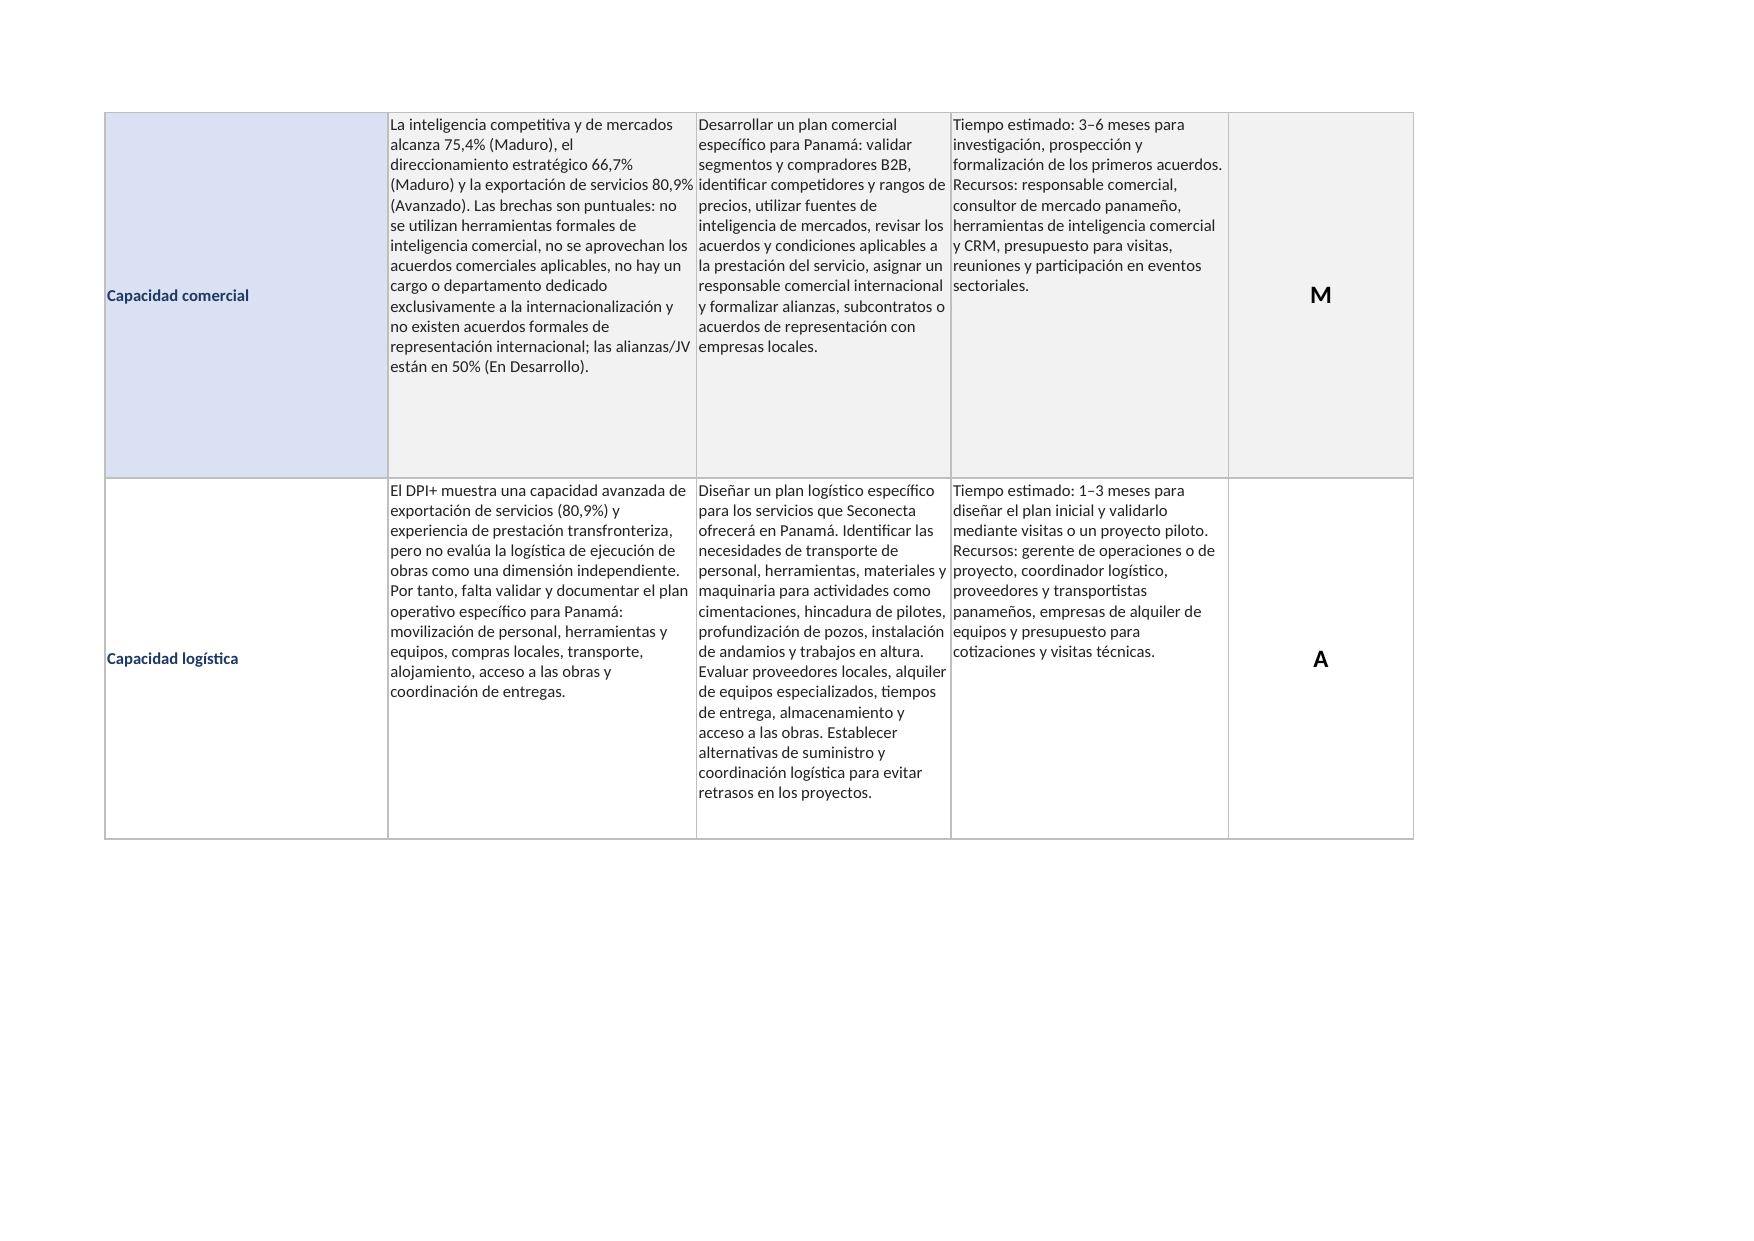 Capacidad comercial
La inteligencia competitiva y de mercados
alcanza 75,4% (Maduro), el
direccionamiento estratégico 66,7%
(Maduro) y la exportación de servicios 80,9%
(Avanzado). Las brechas son puntuales: no
se utilizan herramientas formales de
inteligencia comercial, no se aprovechan los
acuerdos comerciales aplicables, no hay un
cargo o departamento dedicado
exclusivamente a la internacionalización y
no existen acuerdos formales de
representación internacional; las alianzas/JV
están en 50% (En Desarrollo).
Desarrollar un plan comercial
específico para Panamá: validar
segmentos y compradores B2B,
identificar competidores y rangos de
precios, utilizar fuentes de
inteligencia de mercados, revisar los
acuerdos y condiciones aplicables a
la prestación del servicio, asignar un
responsable comercial internacional
y formalizar alianzas, subcontratos o
acuerdos de representación con
empresas locales.
Tiempo estimado: 3–6 meses para
investigación, prospección y
formalización de los primeros acuerdos.
Recursos: responsable comercial,
consultor de mercado panameño,
herramientas de inteligencia comercial
y CRM, presupuesto para visitas,
reuniones y participación en eventos
sectoriales.
M
Capacidad logística
El DPI+ muestra una capacidad avanzada de
exportación de servicios (80,9%) y
experiencia de prestación transfronteriza,
pero no evalúa la logística de ejecución de
obras como una dimensión independiente.
Por tanto, falta validar y documentar el plan
operativo específico para Panamá:
movilización de personal, herramientas y
equipos, compras locales, transporte,
alojamiento, acceso a las obras y
coordinación de entregas.
Diseñar un plan logístico específico
para los servicios que Seconecta
ofrecerá en Panamá. Identificar las
necesidades de transporte de
personal, herramientas, materiales y
maquinaria para actividades como
cimentaciones, hincadura de pilotes,
profundización de pozos, instalación
de andamios y trabajos en altura.
Evaluar proveedores locales, alquiler
de equipos especializados, tiempos
de entrega, almacenamiento y
acceso a las obras. Establecer
alternativas de suministro y
coordinación logística para evitar
retrasos en los proyectos.
Tiempo estimado: 1–3 meses para
diseñar el plan inicial y validarlo
mediante visitas o un proyecto piloto.
Recursos: gerente de operaciones o de
proyecto, coordinador logístico,
proveedores y transportistas
panameños, empresas de alquiler de
equipos y presupuesto para
cotizaciones y visitas técnicas.
A